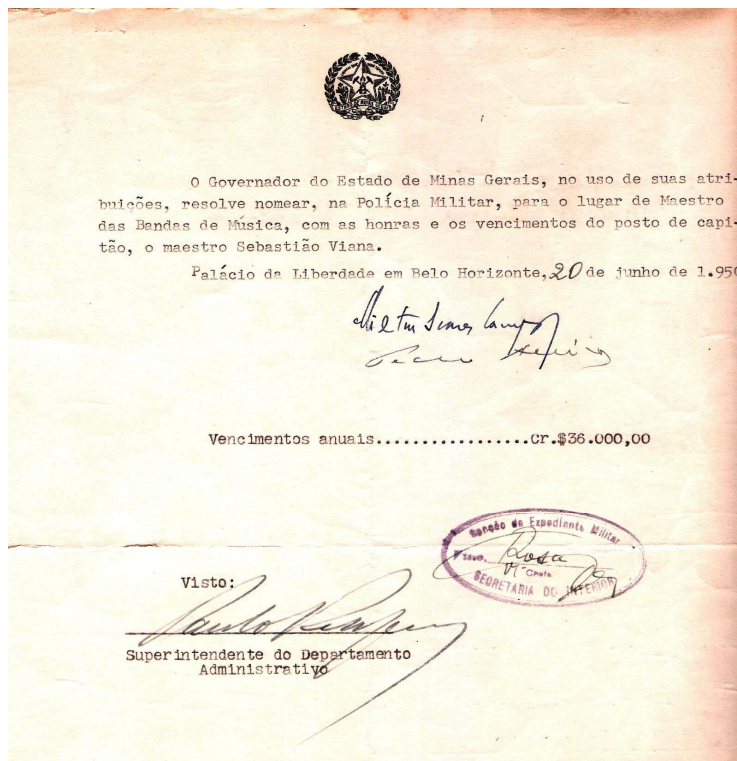 O Governador do Estado de Minas Gerais, no uso de suas atri-
buições, resolve nomear, na Polícia Militar, para o lugar de Maestro
das Bandas de Música, com as honras e os vencimentos do posto de capi-
tão, o maestro Sebastião Viana.
Palácio da Liberdade em Belo Horizonte, 20 de junho de 1.950
Milton Soares Campos
Vencimentos anuais.................Cr.$36.000,00
Secção de Expediente Militar
Visto, Rosa
Chefe
SECRETARIA DO INTERIOR
Visto:
Paulo
Superintendente do Departamento
Administrativo